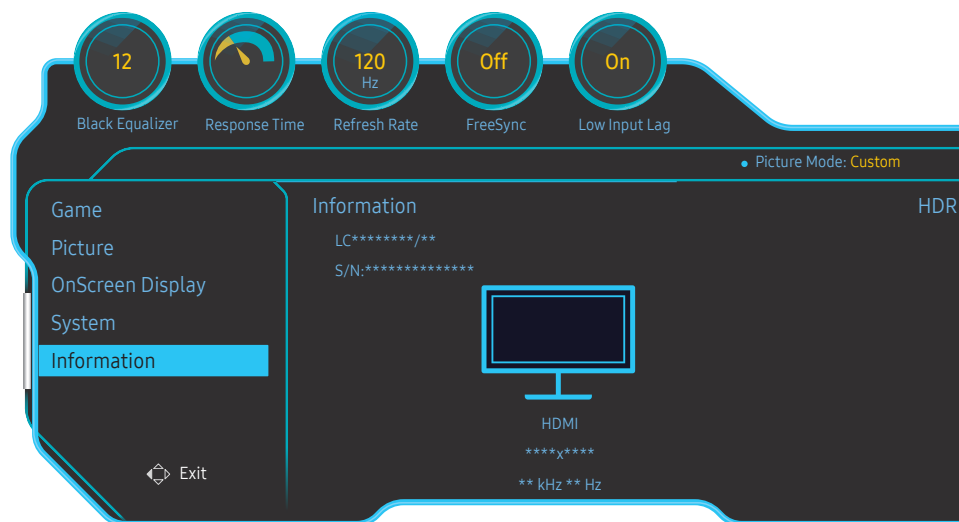 12
120
Hz
Off
On
Black Equalizer
Response Time
Refresh Rate
FreeSync
Low Input Lag
Picture Mode: Custom
Game
Picture
OnScreen Display
System
Information
Exit
Information
HDR
LC********/**
S/N:**************
HDMI
****x****
** kHz ** Hz